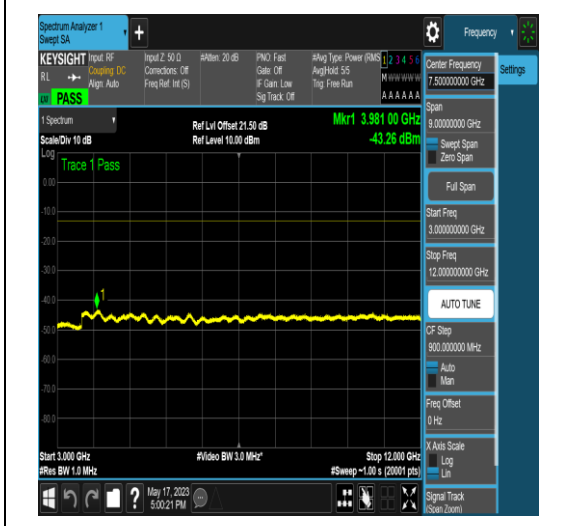 Spectrum Analyzer 1
Swept SA
+
Frequency
KEYSIGHT
RL
PASS
Input: RF
Coupling: DC
Align: Auto
Input Z: 50 Ω
Corrections: Off
Freq Ref: Int (S)
#Atten: 20 dB
PNO: Fast
Gate: Off
IF Gain: Low
Sig Track: Off
#Avg Type: Power (RMS)
Avg|Hold: 5/5
Trig: Free Run
1 2 3 4 5 6
M W W W W W
A A A A A A
Center Frequency
7.500000000 GHz
Settings
Span
9.00000000 GHz
Swept Span
Zero Span
Full Span
Start Freq
3.000000000 GHz
Stop Freq
12.000000000 GHz
AUTO TUNE
CF Step
900.000000 MHz
Auto
Man
Freq Offset
0 Hz
X Axis Scale
Log
Lin
Signal Track
(Span Zoom)
1 Spectrum
Scale/Div 10 dB
Ref Lvl Offset 21.50 dB
Ref Level 10.00 dBm
Mkr1 3.981 00 GHz
-43.26 dBm
Log
Trace 1 Pass
0.00
-10.0
-20.0
-30.0
-40.0
-50.0
-60.0
-70.0
-80.0
1
Start 3.000 GHz
#Res BW 1.0 MHz
#Video BW 3.0 MHz*
Stop 12.000 GHz
#Sweep ~1.00 s (20001 pts)
?
May 17, 2023
5:00:21 PM